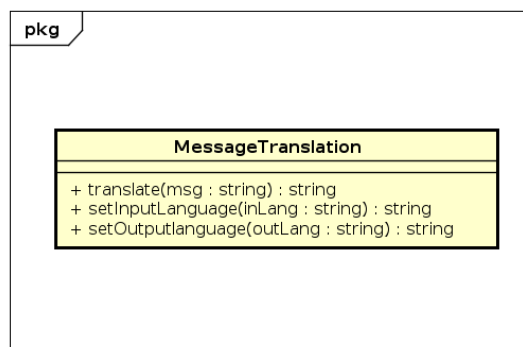 pkg
MessageTranslation
+ translate(msg : string) : string
+ setInputLanguage(inLang : string) : string
+ setOutputlanguage(outLang : string) : string